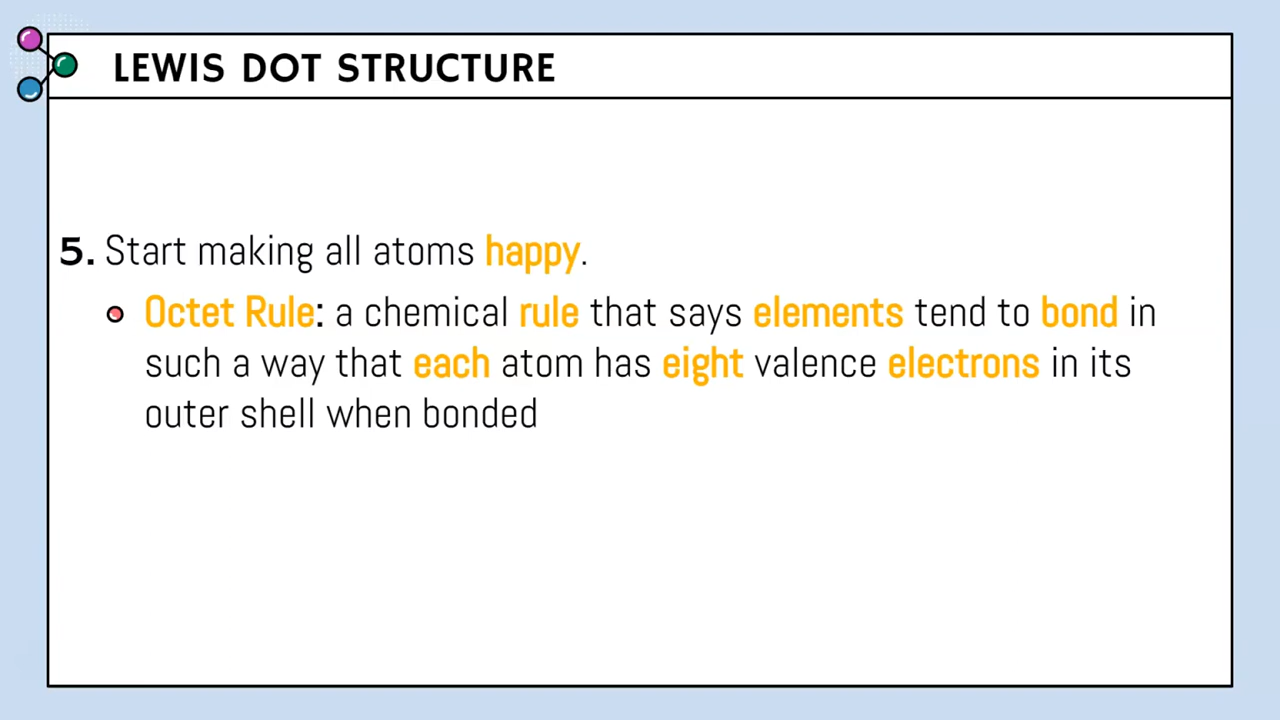 LEWIS DOT STRUCTURE
5. Start making all atoms happy.
Octet Rule: a chemical rule that says elements tend to bond in
such a way that each atom has eight valence electrons in its
outer shell when bonded